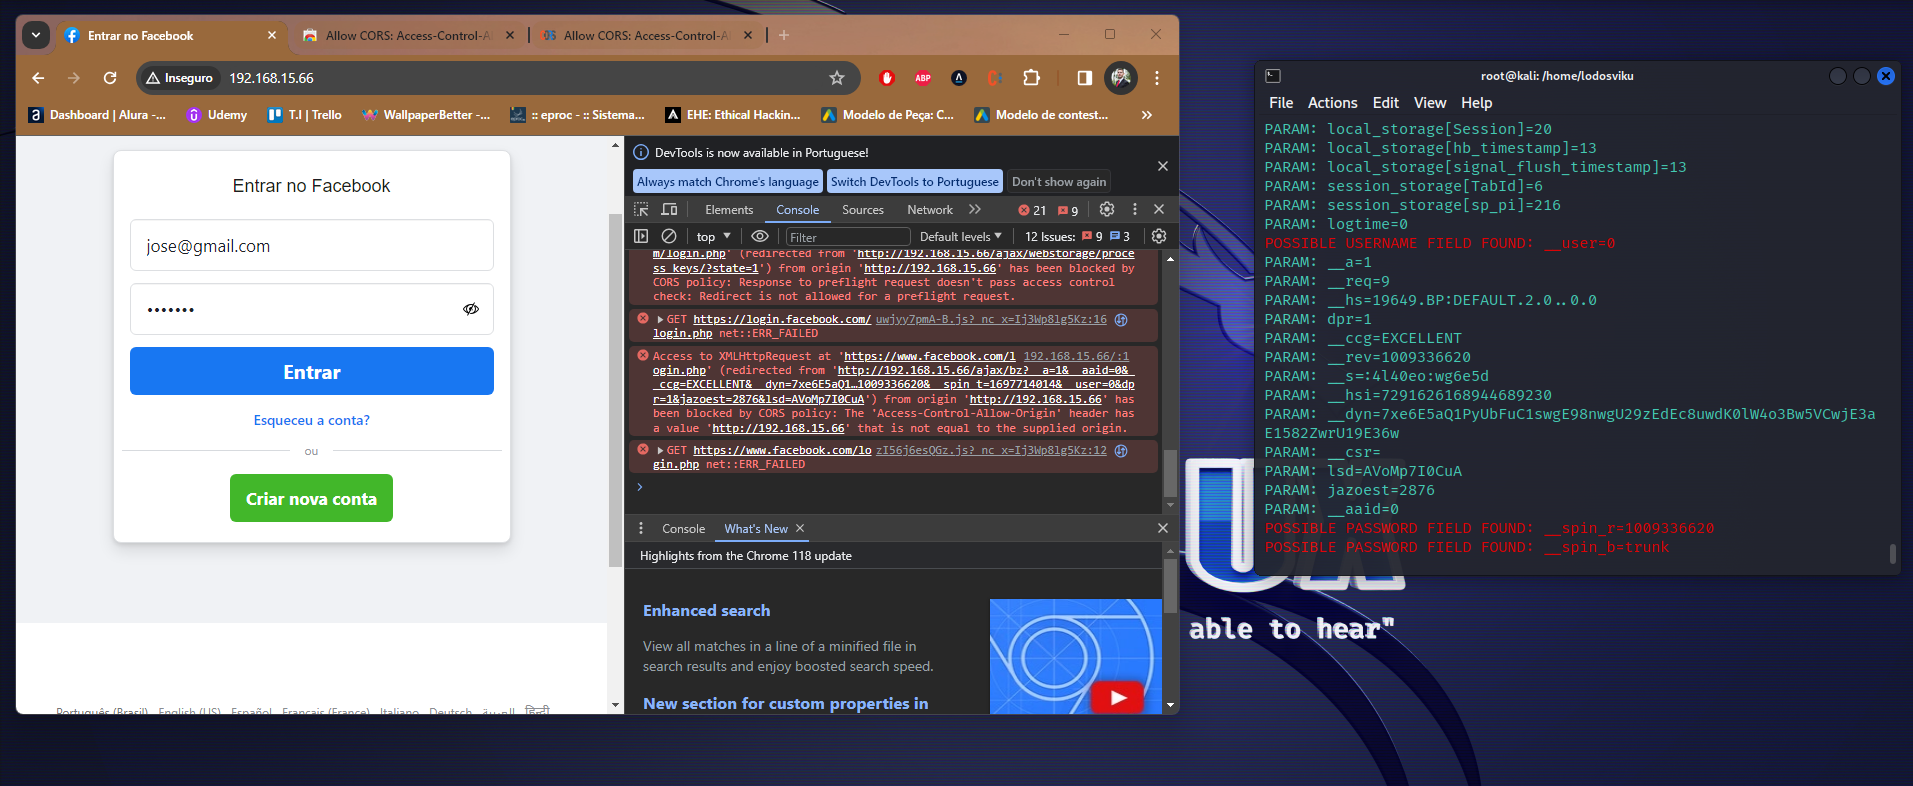 Entrar no Facebook
Allow CORS: Access-Control-Al
Allow CORS: Access-Control-Al
Inseguro
192.168.15.66
ABP
Dashboard | Alura -...
Udemy
T.I | Trello
WallpaperBetter -...
:: eproc - :: Sistema...
EHE: Ethical Hackin...
Modelo de Peça: C...
Modelo de contest...
Entrar no Facebook
jose@gmail.com
•••••••
Entrar
Esqueceu a conta?
ou
Criar nova conta
Português (Brasil) English (US) Español Français (France) Italiano Deutsch العربية हिन्दी
DevTools is now available in Portuguese!
Always match Chrome's language
Switch DevTools to Portuguese
Don't show again
Elements
Console
Sources
Network
21
9
top
Filter
Default levels
12 Issues:
9
3
m/login.php' (redirected from 'http://192.168.15.66/ajax/webstorage/proce
ss_keys/?state=1') from origin 'http://192.168.15.66' has been blocked by
CORS policy: Response to preflight request doesn't pass access control
check: Redirect is not allowed for a preflight request.
GET https://login.facebook.com/ uwjyy7pmA-B.js?_nc_x=Ij3Wp8lg5Kz:16
login.php net::ERR_FAILED
Access to XMLHttpRequest at 'https://www.facebook.com/l 192.168.15.66/:1
ogin.php' (redirected from 'http://192.168.15.66/ajax/bz?__a=1&__aaid=0&_
_ccg=EXCELLENT&__dyn=7xe6E5aQ1…1009336620&__spin_t=1697714014&__user=0&dp
r=1&jazoest=2876&lsd=AVoMp7I0CuA') from origin 'http://192.168.15.66' has
been blocked by CORS policy: The 'Access-Control-Allow-Origin' header has
a value 'http://192.168.15.66' that is not equal to the supplied origin.
GET https://www.facebook.com/lo zI56j6esQGz.js?_nc_x=Ij3Wp8lg5Kz:12
gin.php net::ERR_FAILED
Console
What's New
Highlights from the Chrome 118 update
Enhanced search
View all matches in a line of a minified file in
search results and enjoy boosted search speed.
New section for custom properties in
root@kali: /home/lodosviku
File Actions Edit View Help
PARAM: local_storage[Session]=20
PARAM: local_storage[hb_timestamp]=13
PARAM: local_storage[signal_flush_timestamp]=13
PARAM: session_storage[TabId]=6
PARAM: session_storage[sp_pi]=216
PARAM: logtime=0
POSSIBLE USERNAME FIELD FOUND: __user=0
PARAM: __a=1
PARAM: __req=9
PARAM: __hs=19649.BP:DEFAULT.2.0..0.0
PARAM: dpr=1
PARAM: __ccg=EXCELLENT
PARAM: __rev=1009336620
PARAM: __s=:4l40eo:wg6e5d
PARAM: __hsi=7291626168944689230
PARAM: __dyn=7xe6E5aQ1PyUbFuC1swgE98nwgU29zEdEc8uwdK0lW4o3Bw5VCwjE3a
E1582ZwrU19E36w
PARAM: __csr=
PARAM: lsd=AVoMp7I0CuA
PARAM: jazoest=2876
PARAM: __aaid=0
POSSIBLE PASSWORD FIELD FOUND: __spin_r=1009336620
POSSIBLE PASSWORD FIELD FOUND: __spin_b=trunk
able to hear"